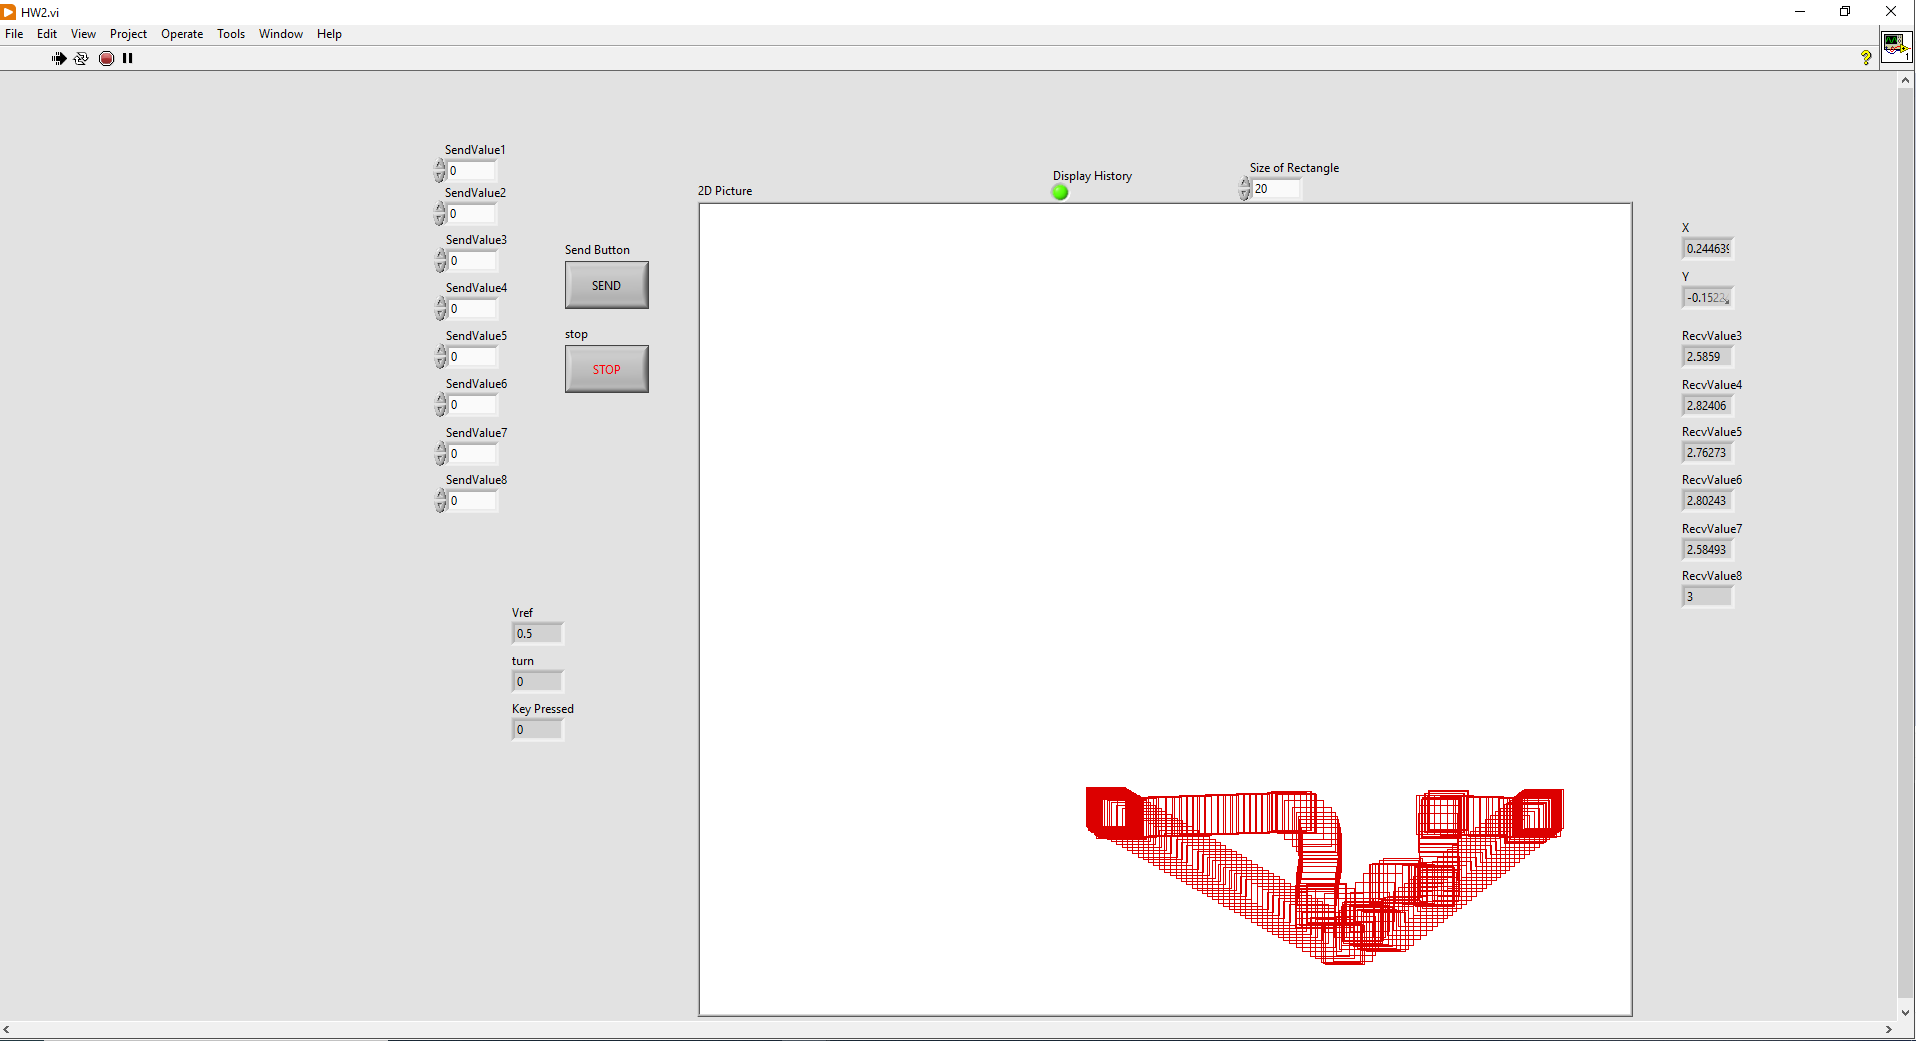 HW2.vi
File Edit View Project Operate Tools Window Help
?
1
SendValue1
0
SendValue2
0
SendValue3
0
SendValue4
0
SendValue5
0
SendValue6
0
SendValue7
0
SendValue8
0
Send Button
SEND
stop
STOP
Vref
0.5
turn
0
Key Pressed
0
2D Picture
Display History
Size of Rectangle
20
X
0.244639
Y
-0.1522
RecvValue3
2.5859
RecvValue4
2.82406
RecvValue5
2.76273
RecvValue6
2.80243
RecvValue7
2.58493
RecvValue8
3